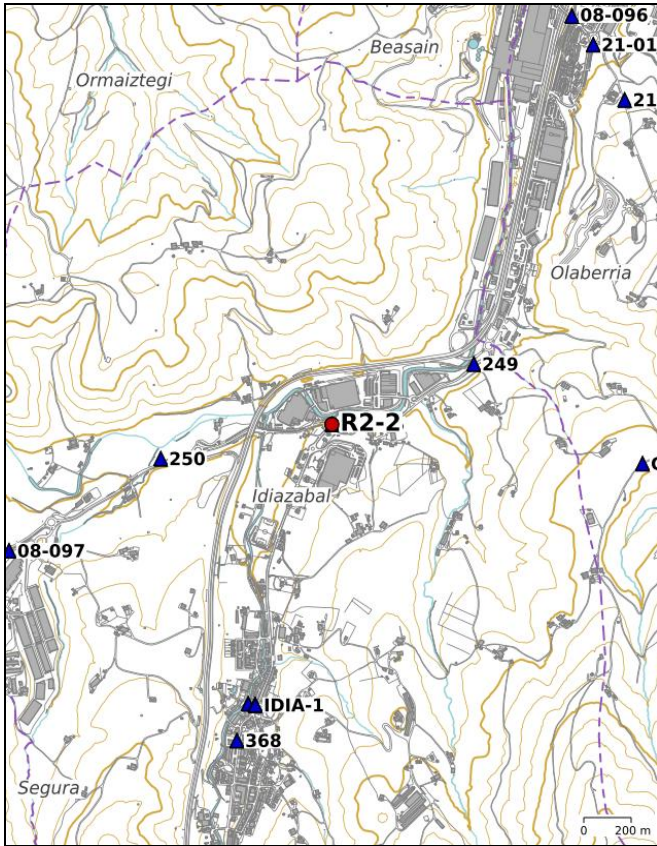 08-096
Beasain
21-01
Ormaiztegi
21
Olaberria
249
R2-2
250
Idiazabal
08-097
IDIA-1
368
Segura
0
200 m